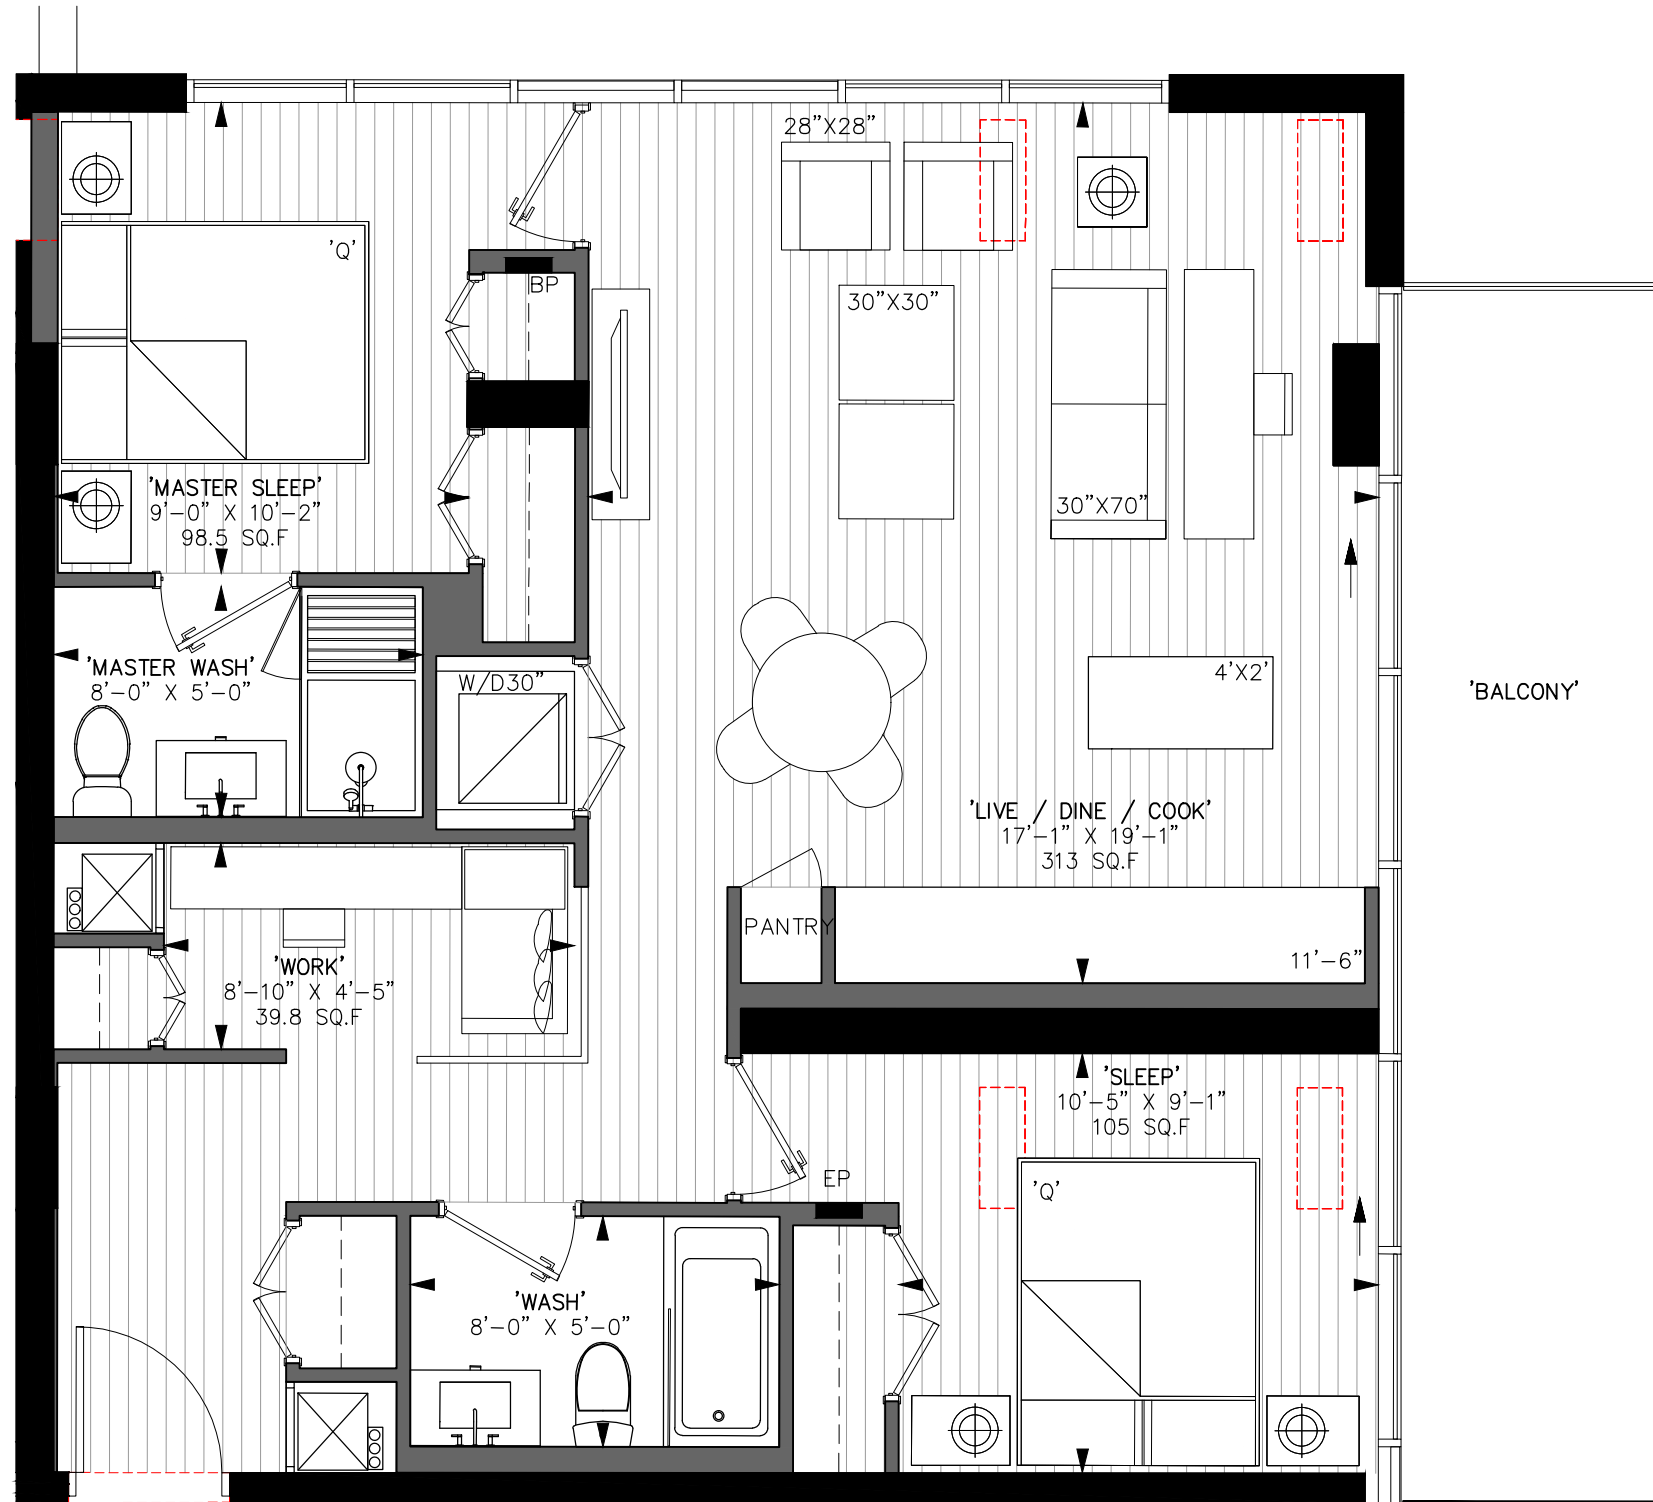 28"X28"
'Q'
BP
30"X30"
'MASTER SLEEP'
9'-0" X 10'-2"
98.5 SQ.F
30"X70"
'MASTER WASH'
8'-0" X 5'-0"
W/D30"
4'X2'
'BALCONY'
'LIVE / DINE / COOK'
17'-1" X 19'-1"
313 SQ.F
PANTRY
11'-6"
'WORK'
8'-10" X 4'-5"
39.8 SQ.F
'SLEEP'
10'-5" X 9'-1"
105 SQ.F
EP
'Q'
'WASH'
8'-0" X 5'-0"